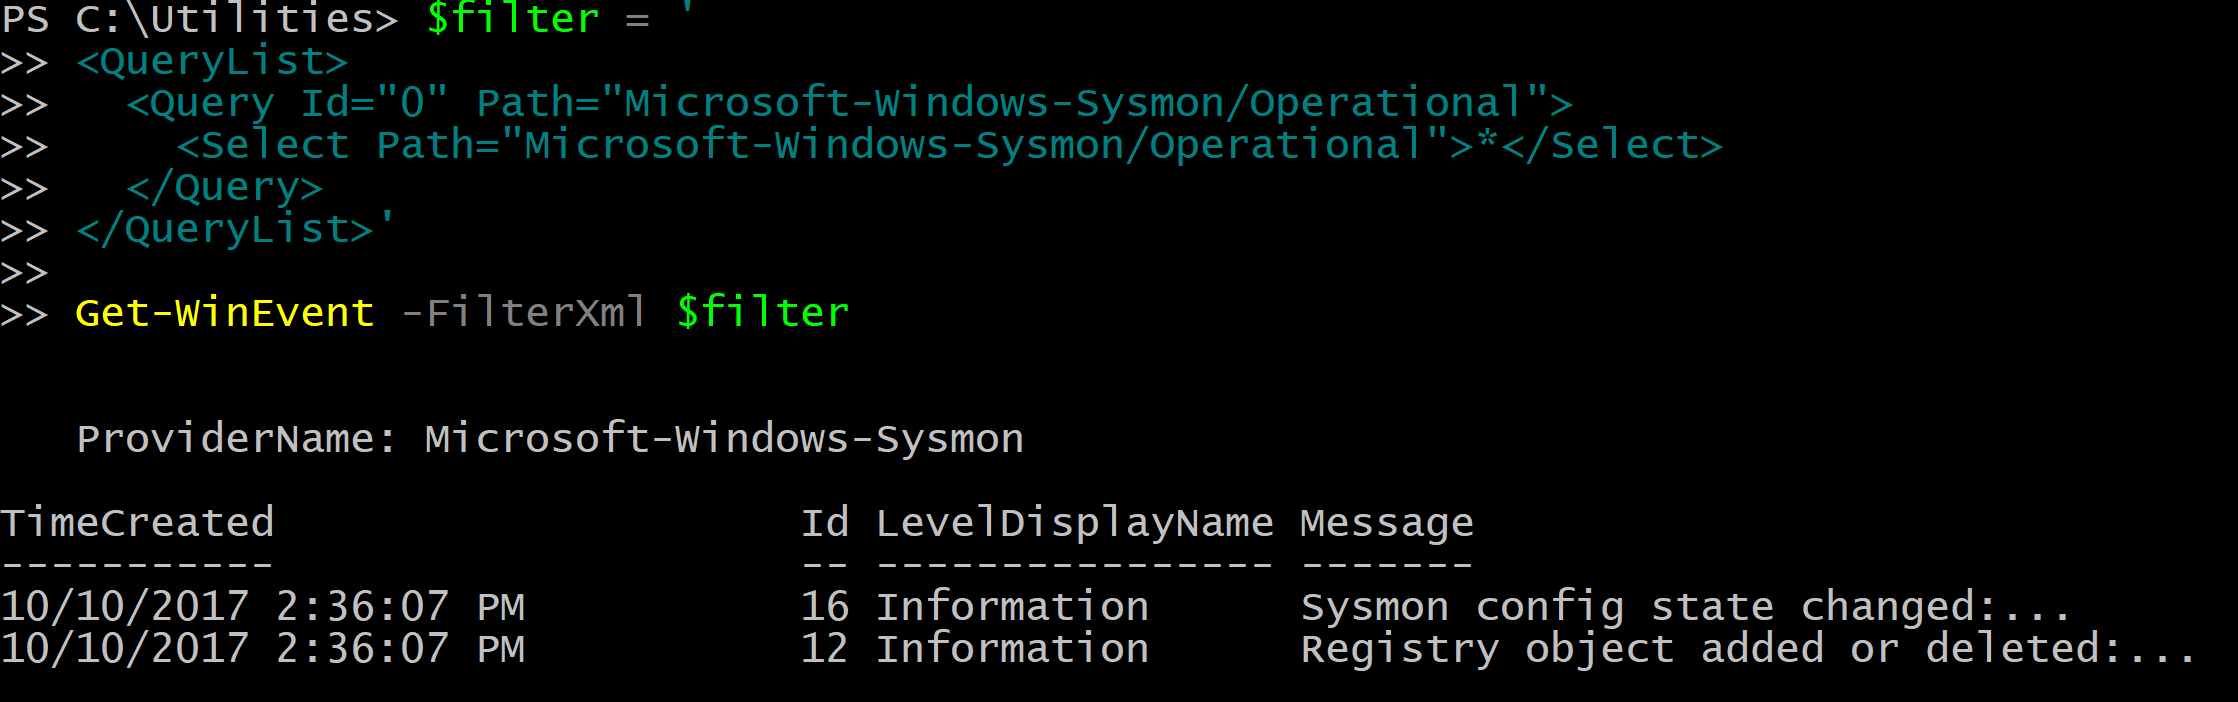 PS C:\Utilities> $filter = '
>> <QueryList>
>>   <Query Id="0" Path="Microsoft-Windows-Sysmon/Operational">
>>     <Select Path="Microsoft-Windows-Sysmon/Operational">*</Select>
>>   </Query>
>> </QueryList>'
>>
>> Get-WinEvent -FilterXml $filter
   ProviderName: Microsoft-Windows-Sysmon
TimeCreated                     Id LevelDisplayName Message
-----------                     -- ---------------- -------
10/10/2017 2:36:07 PM           16 Information      Sysmon config state changed:...
10/10/2017 2:36:07 PM           12 Information      Registry object added or deleted:...